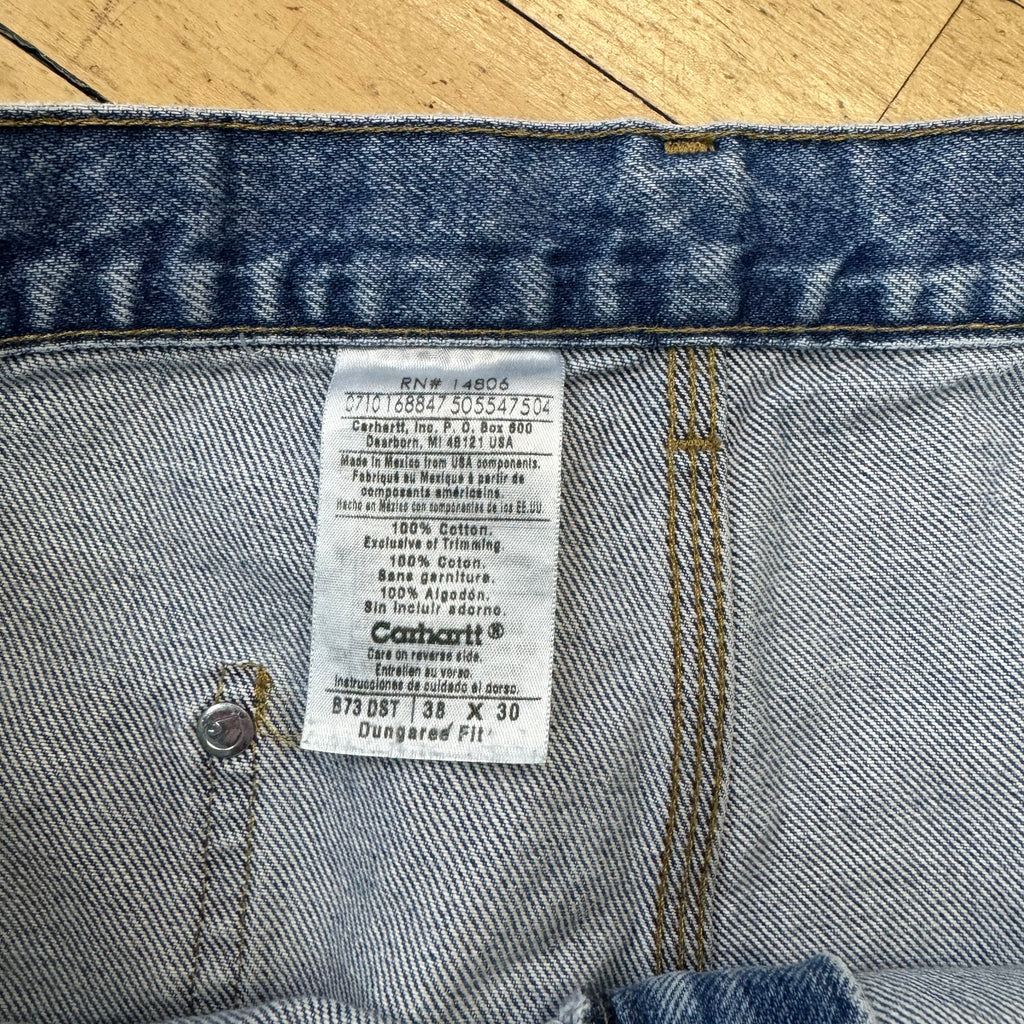 RN# 14806
0710168847505547504
Carhartt, Inc. P. O. Box 600
Dearborn, MI 48121 USA
Made in Mexico from USA components.
Fabriqué au Mexique à partir de
composants américains.
Hecho en México con componentes de los EE.UU.
100% Cotton.
Exclusive of Trimming
100% Coton.
Sans garniture.
100% Algodón.
Sin incluir adorno.
Carhartt®
Care on reverse side.
Entretien au verso.
Instrucciones de cuidado al dorso.
B73 DST | 38 X 30
Dungaree Fit